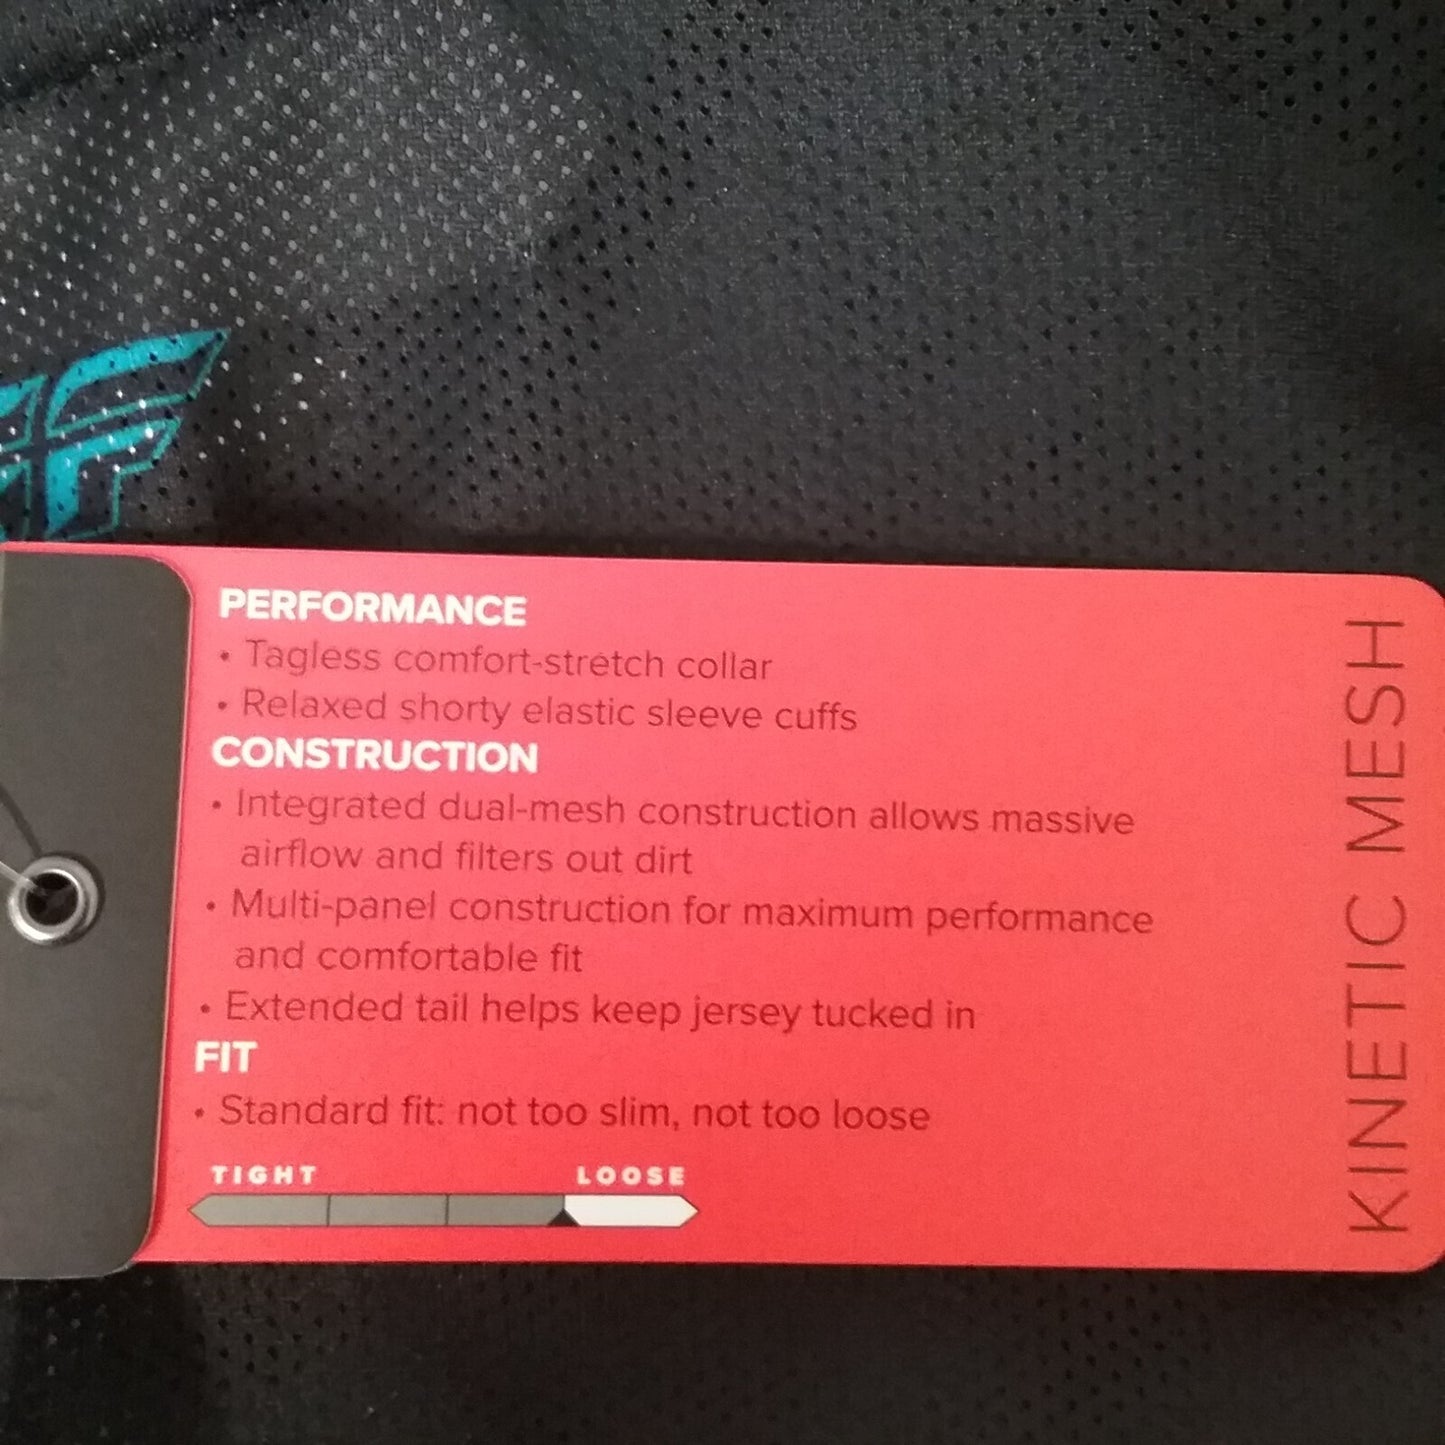 PERFORMANCE
• Tagless comfort-stretch collar
• Relaxed shorty elastic sleeve cuffs
CONSTRUCTION
• Integrated dual-mesh construction allows massive
airflow and filters out dirt
• Multi-panel construction for maximum performance
and comfortable fit
• Extended tail helps keep jersey tucked in
FIT
• Standard fit: not too slim, not too loose
TIGHT LOOSE
KINETIC MESH